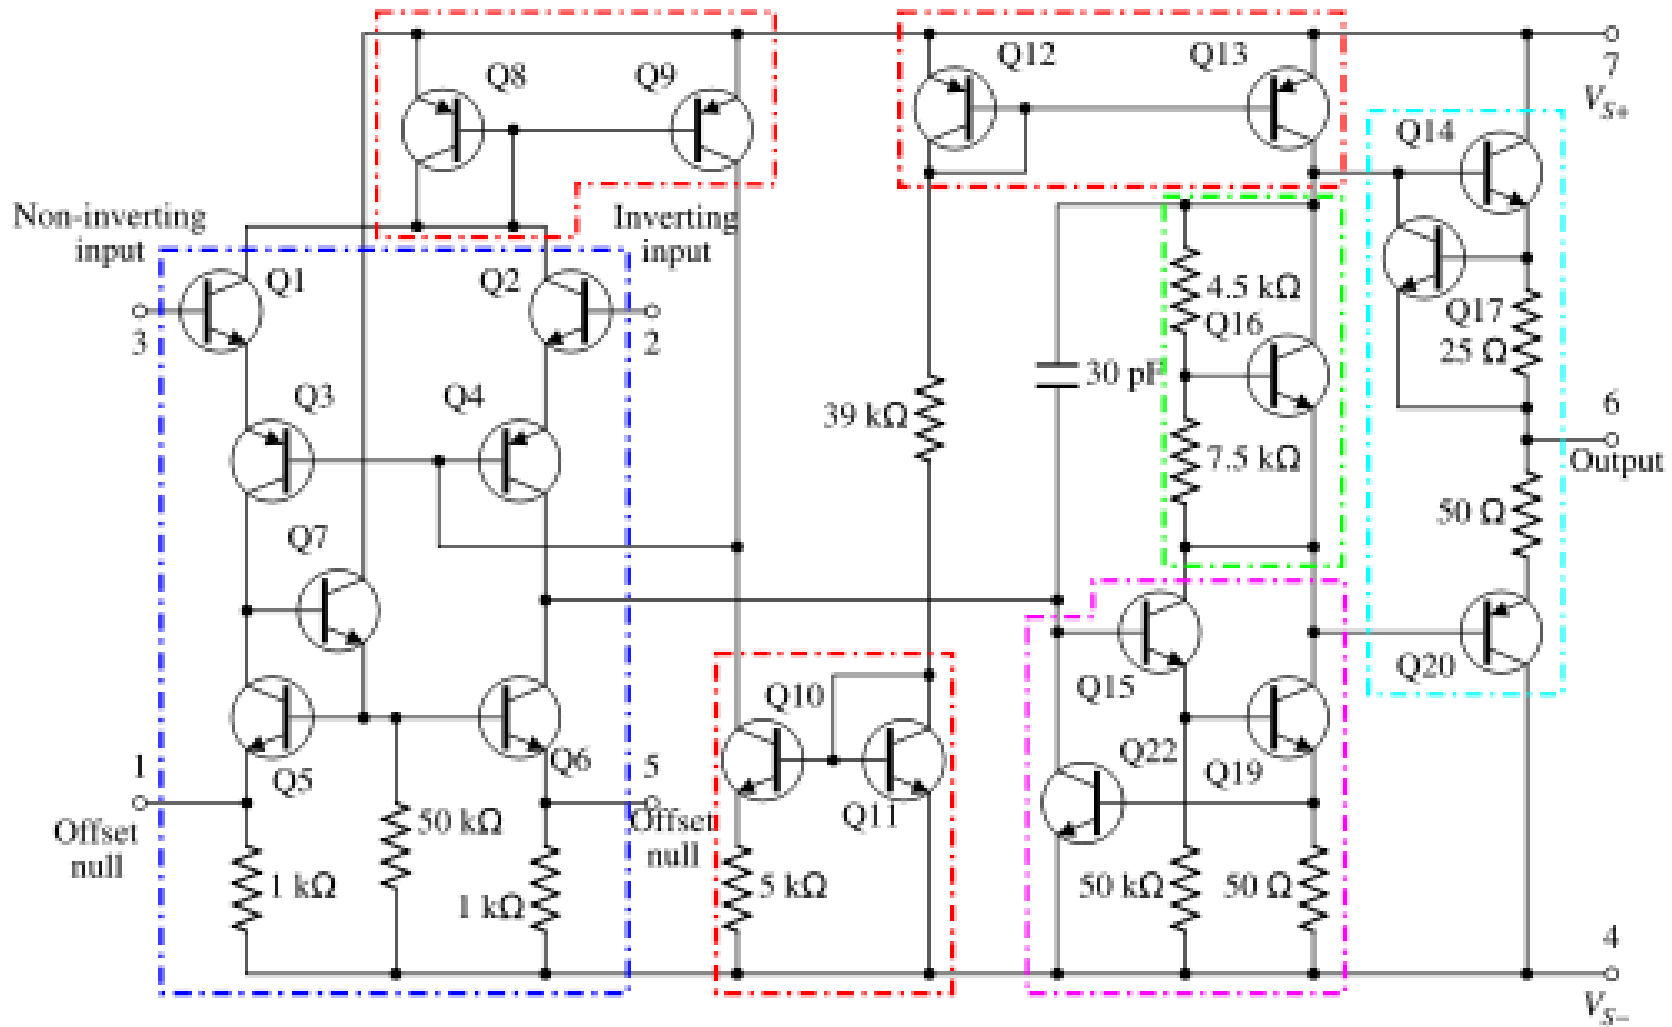 Q8
Q9
Q12
Q13
7
V_S+
Q14
Non-inverting
input
Inverting
input
Q1
Q2
3
2
4.5 kΩ
Q16
Q17
25 Ω
30 pF
Q3
Q4
39 kΩ
7.5 kΩ
6
Output
50 Ω
Q7
Q10
Q15
Q20
1
Q5
Q6
5
Q22
Q19
Offset
null
50 kΩ
Offset
null
Q11
1 kΩ
1 kΩ
5 kΩ
50 kΩ
50 Ω
4
V_S−